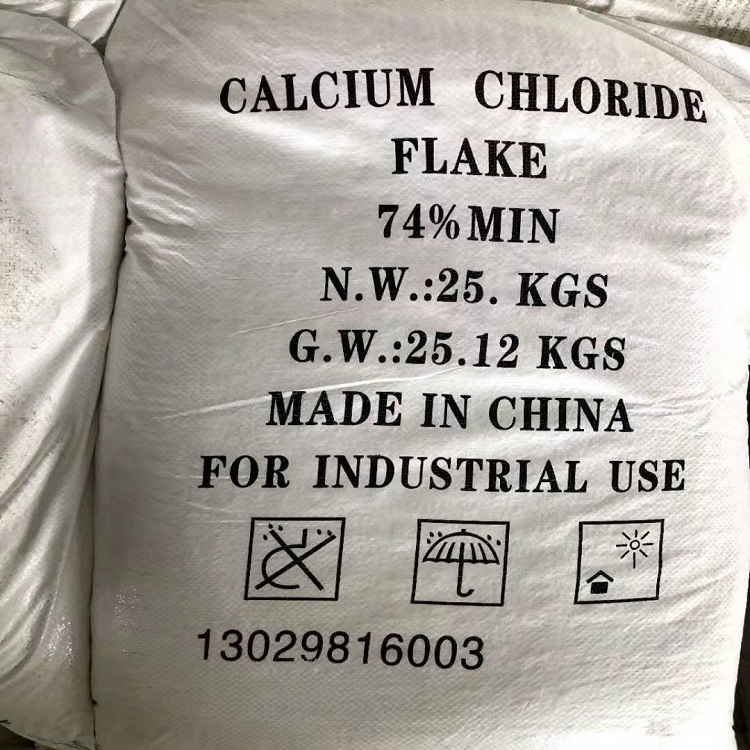 CALCIUM CHLORIDE
FLAKE
74%MIN
N.W.:25. KGS
G.W.:25.12 KGS
MADE IN CHINA
FOR INDUSTRIAL USE
13029816003